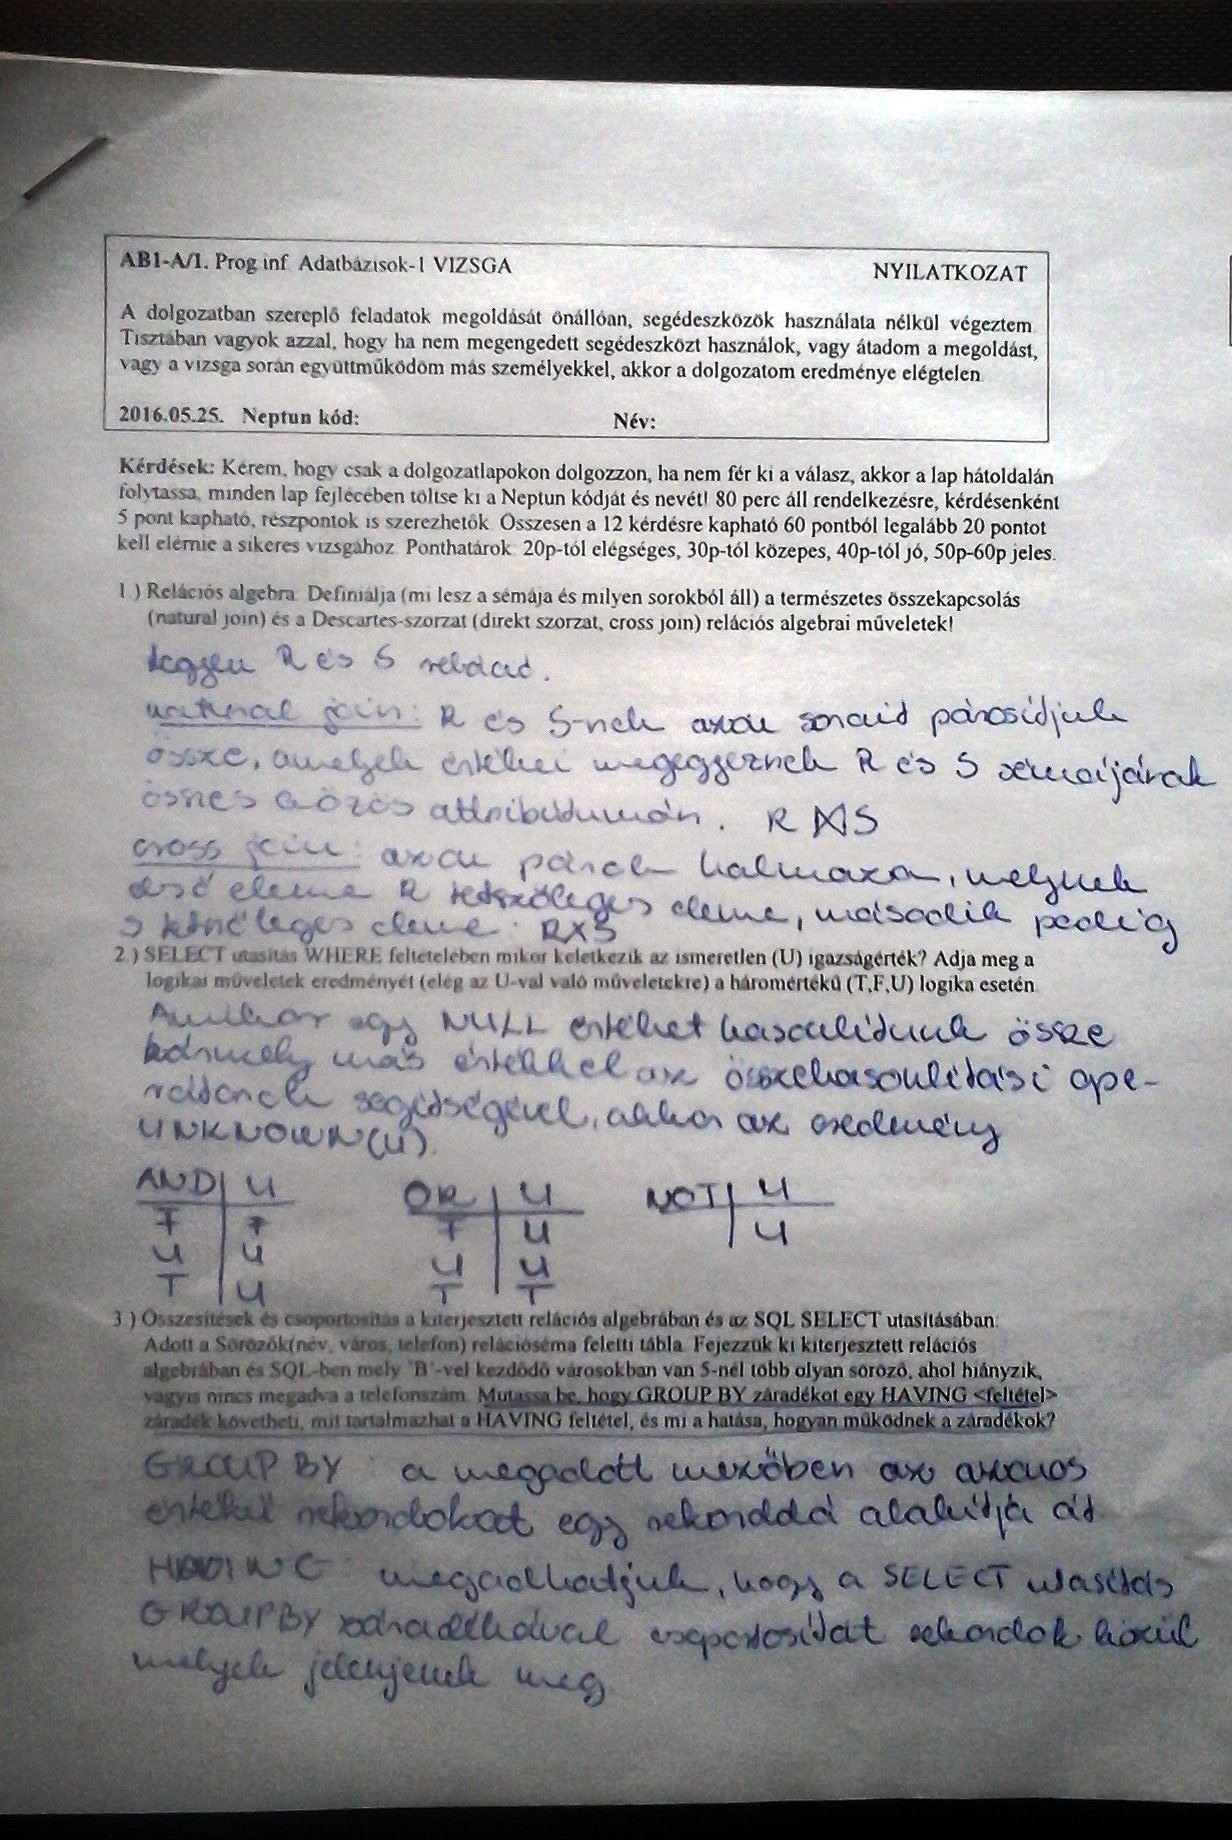 AB1-A/1. Prog inf. Adatbázisok-1 VIZSGA NYILATKOZAT
A dolgozatban szereplő feladatok megoldását önállóan, segédeszközök használata nélkül végeztem.
Tisztában vagyok azzal, hogy ha nem megengedett segédeszközt használok, vagy átadom a megoldást,
vagy a vizsga során együttműködöm más személyekkel, akkor a dolgozatom eredménye elégtelen.
2016.05.25. Neptun kód: Név:
Kérdések: Kérem, hogy csak a dolgozatlapokon dolgozzon, ha nem fér ki a válasz, akkor a lap hátoldalán
folytassa, minden lap fejlécében töltse ki a Neptun kódját és nevét! 80 perc áll rendelkezésre, kérdésenként
5 pont kapható, részpontok is szerezhetők. Összesen a 12 kérdésre kapható 60 pontból legalább 20 pontot
kell elérnie a sikeres vizsgához. Ponthatárok: 20p-tól elégséges, 30p-tól közepes, 40p-tól jó, 50p-60p jeles.
1.) Relációs algebra. Definiálja (mi lesz a sémája és milyen sorokból áll) a természetes összekapcsolás
(natural join) és a Descartes-szorzat (direkt szorzat, cross join) relációs algebrai műveletek!
Legyen R és S reláció.
natural join: R és S-nek azon sorait párosítjuk
össze, amelyek értékei megegyeznek R és S sémáijának
összes közös attribútumán. R ⋈ S
cross join: azon párok halmaza, melynek
első eleme R tetszőleges eleme, második pedig
S tetszőleges eleme. RXS
2.) SELECT utasítás WHERE feltételében mikor keletkezik az ismeretlen (U) igazságérték? Adja meg a
logikai műveletek eredményét (elég az U-val való műveletekre) a háromértékű (T,F,U) logika esetén.
Amikor egy NULL értéket hasonlítunk össze
bármely más értékkel az összehasonlítási ope-
rátorok segítségével, akkor az eredmény
UNKNOWN(U).
AND U OR U NOT U
F F F U U
U U U U
T U T T
3.) Összesítések és csoportosítás a kiterjesztett relációs algebrában és az SQL SELECT utasításában.
Adott a Sörözők(név, város, telefon) relációséma feletti tábla. Fejezzük ki kiterjesztett relációs
algebrában és SQL-ben mely 'B'-vel kezdődő városokban van 5-nél több olyan söröző, ahol hiányzik,
vagyis nincs megadva a telefonszám. Mutassa be, hogy GROUP BY záradékot egy HAVING <feltétel>
záradék követheti, mit tartalmazhat a HAVING feltétel, és mi a hatása, hogyan működnek a záradékok?
GROUP BY a megadott mezőben az azonos
értékű rekordokat egy rekorddá alakítja át
HAVING megadhatjuk, hogy a SELECT utasítás
GROUP BY záradékával csoportosítot rekordok közül
melyek jelenjenek meg